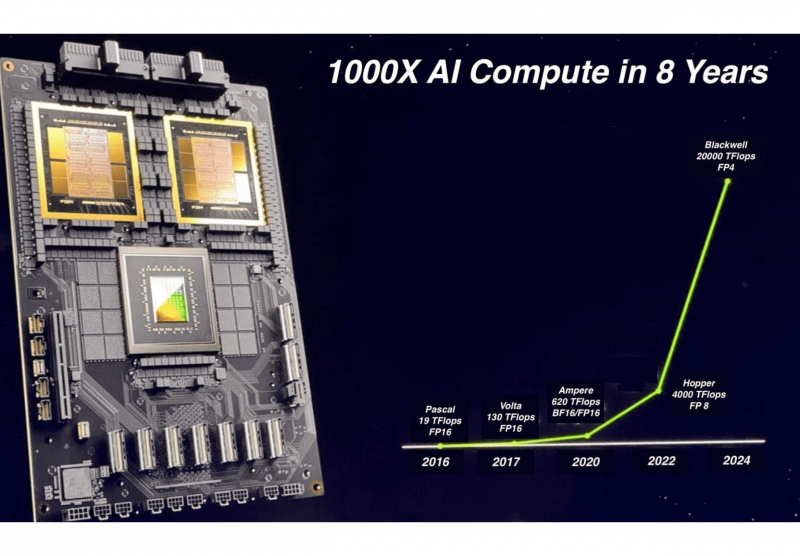 1000X AI Compute in 8 Years
Blackwell
20000 TFlops
FP4
Hopper
4000 TFlops
FP 8
Ampere
620 TFlops
BF16/FP16
Volta
130 TFlops
FP16
Pascal
19 TFlops
FP16
2016
2017
2020
2022
2024